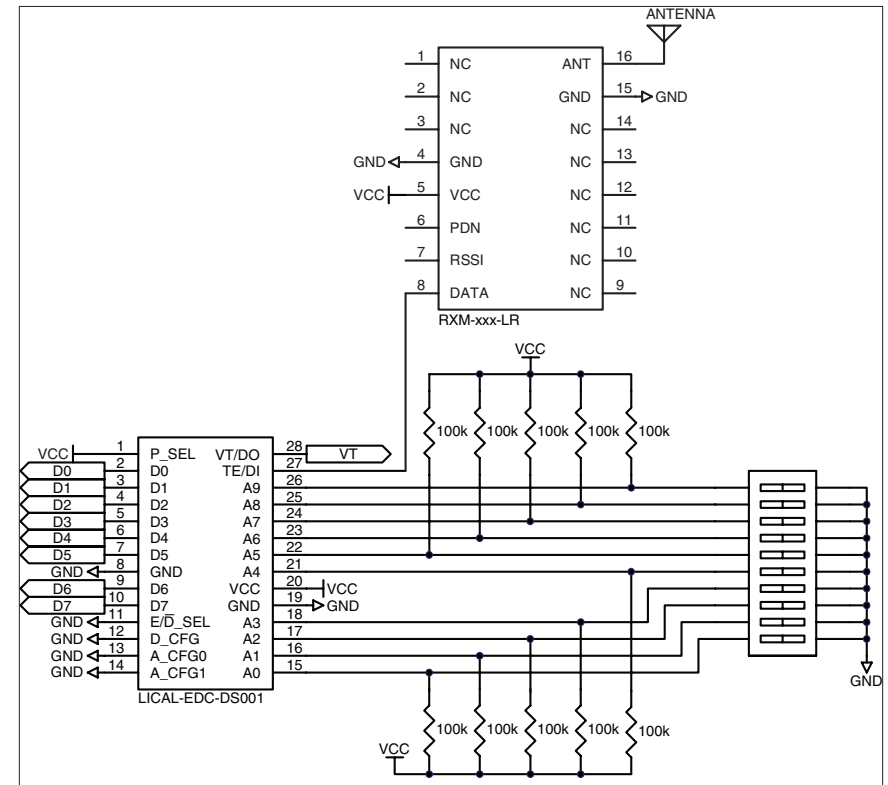 ANTENNA
1 NC ANT 16
2 NC GND 15 GND
3 NC NC 14
GND 4 GND NC 13
VCC 5 VCC NC 12
6 PDN NC 11
7 RSSI NC 10
8 DATA NC 9
RXM-xxx-LR
VCC
100k 100k 100k 100k 100k
VCC 1 P_SEL VT/DO 28 VT
D0 2 D0 TE/DI 27
D1 3 D1 A9 26
D2 4 D2 A8 25
D3 5 D3 A7 24
D4 6 D4 A6 23
D5 7 D5 A5 22
GND 8 GND A4 21
D6 9 D6 VCC 20 VCC
D7 10 D7 GND 19 GND
GND 11 E/D̅_SEL A3 18
GND 12 D_CFG A2 17
GND 13 A_CFG0 A1 16
GND 14 A_CFG1 A0 15
GND
LICAL-EDC-DS001
100k 100k 100k 100k 100k
VCC